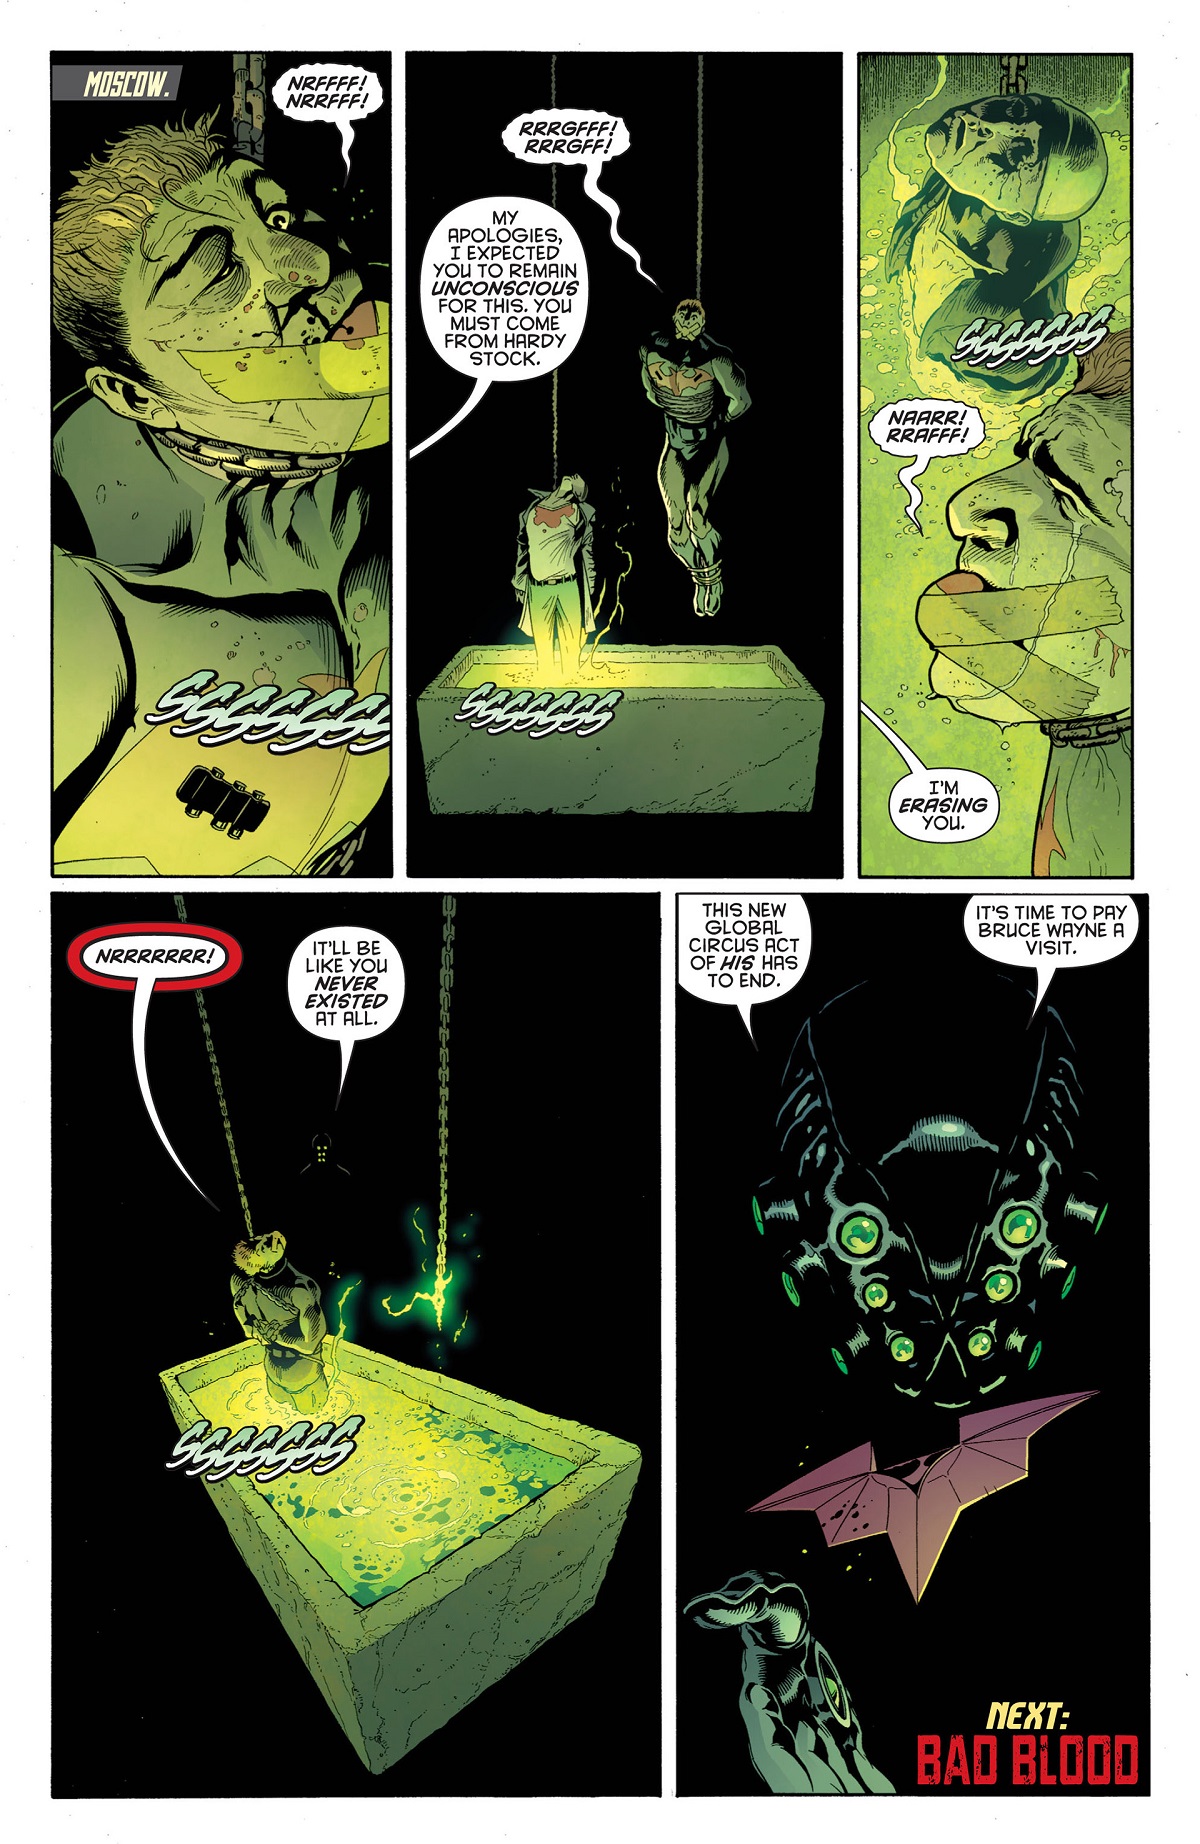 MOSCOW.
NRFFFF!
NRRFFF!
SSSSSSS
RRRGFFF!
RRRGFF!
MY
APOLOGIES,
I EXPECTED
YOU TO REMAIN
UNCONSCIOUS
FOR THIS. YOU
MUST COME
FROM HARDY
STOCK.
SSSSSSS
SSSSSSS
NAARR!
RRAFFF!
I'M
ERASING
YOU.
NRRRRRRR!
IT'LL BE
LIKE YOU
NEVER
EXISTED
AT ALL.
SSSSSSS
THIS NEW
GLOBAL
CIRCUS ACT
OF HIS HAS
TO END.
IT'S TIME TO PAY
BRUCE WAYNE A
VISIT.
NEXT:
BAD BLOOD